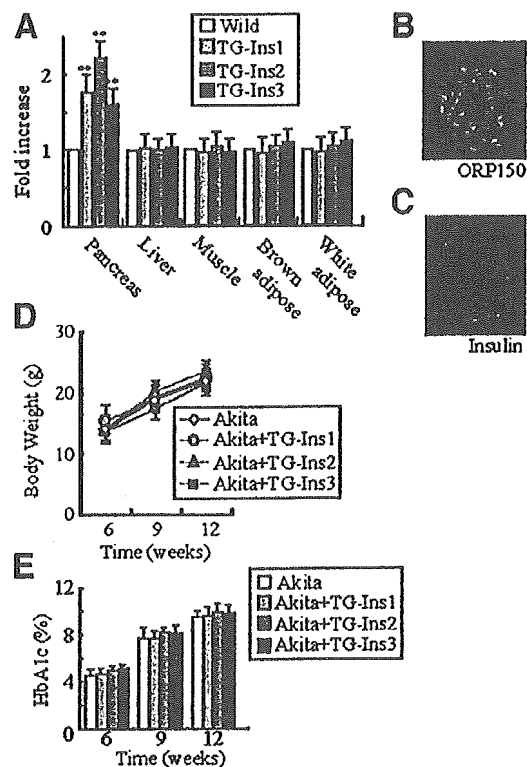 A
Wild
TG-Ins1
TG-Ins2
TG-Ins3
Fold increase
2
1
0
** ** *
Pancreas
Liver
Muscle
Brown adipose
White adipose
B
ORP150
C
Insulin
D
Body Weight (g)
30
20
10
0
Akita
Akita+TG-Ins1
Akita+TG-Ins2
Akita+TG-Ins3
6 9 12
Time (weeks)
E
HbA1c (%)
12
8
4
0
Akita
Akita+TG-Ins1
Akita+TG-Ins2
Akita+TG-Ins3
6 9 12
Time (weeks)